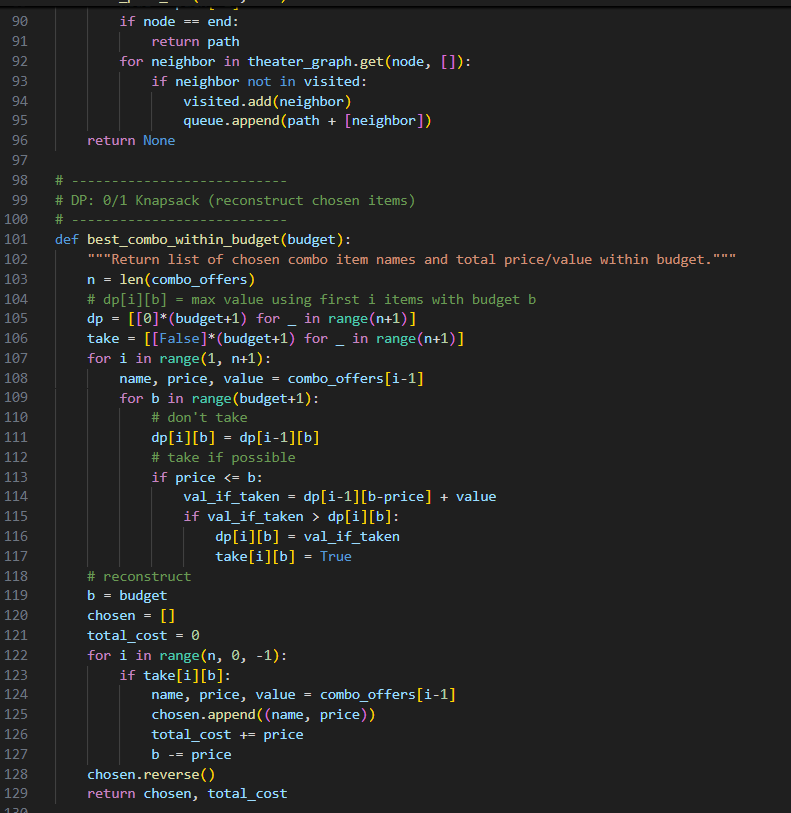 90 if node == end:
91 return path
92 for neighbor in theater_graph.get(node, []):
93 if neighbor not in visited:
94 visited.add(neighbor)
95 queue.append(path + [neighbor])
96 return None
97
98 # ---------------------------
99 # DP: 0/1 Knapsack (reconstruct chosen items)
100 # ---------------------------
101 def best_combo_within_budget(budget):
102 """Return list of chosen combo item names and total price/value within budget."""
103 n = len(combo_offers)
104 # dp[i][b] = max value using first i items with budget b
105 dp = [[0]*(budget+1) for _ in range(n+1)]
106 take = [[False]*(budget+1) for _ in range(n+1)]
107 for i in range(1, n+1):
108 name, price, value = combo_offers[i-1]
109 for b in range(budget+1):
110 # don't take
111 dp[i][b] = dp[i-1][b]
112 # take if possible
113 if price <= b:
114 val_if_taken = dp[i-1][b-price] + value
115 if val_if_taken > dp[i][b]:
116 dp[i][b] = val_if_taken
117 take[i][b] = True
118 # reconstruct
119 b = budget
120 chosen = []
121 total_cost = 0
122 for i in range(n, 0, -1):
123 if take[i][b]:
124 name, price, value = combo_offers[i-1]
125 chosen.append((name, price))
126 total_cost += price
127 b -= price
128 chosen.reverse()
129 return chosen, total_cost
130